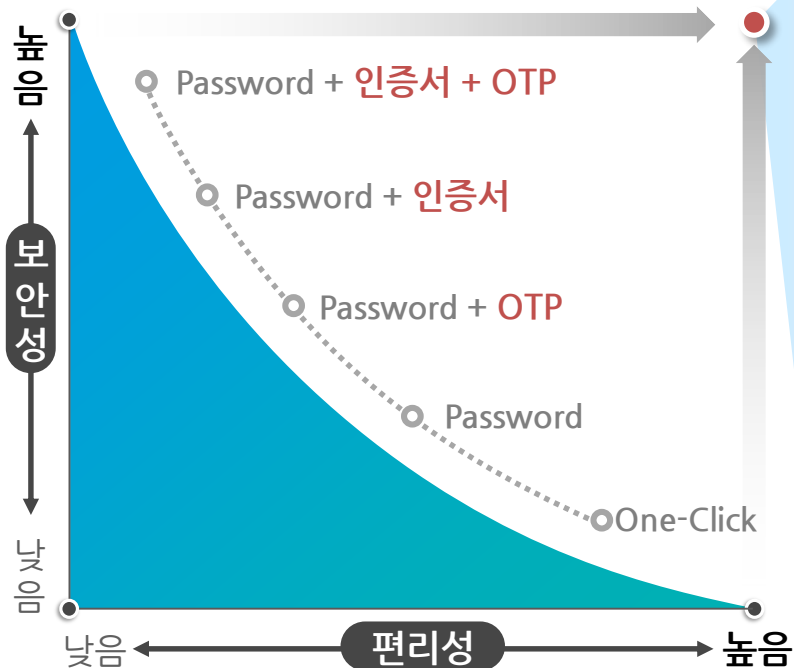 높음
Password + 인증서 + OTP
Password + 인증서
보안성
Password + OTP
Password
One-Click
낮음
낮음
편리성
높음